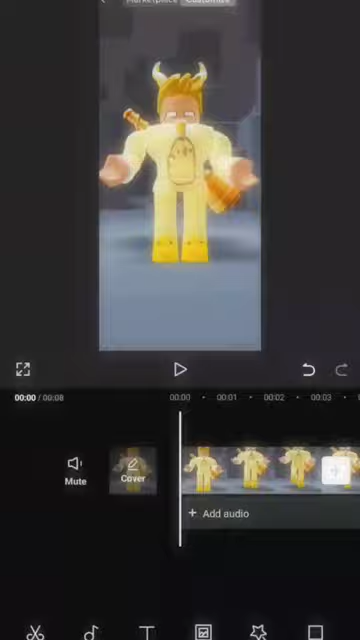 Marketplace Customize
00:00 / 00:08
00:00
00:01
00:02
00:03
Mute
Cover
+ Add audio